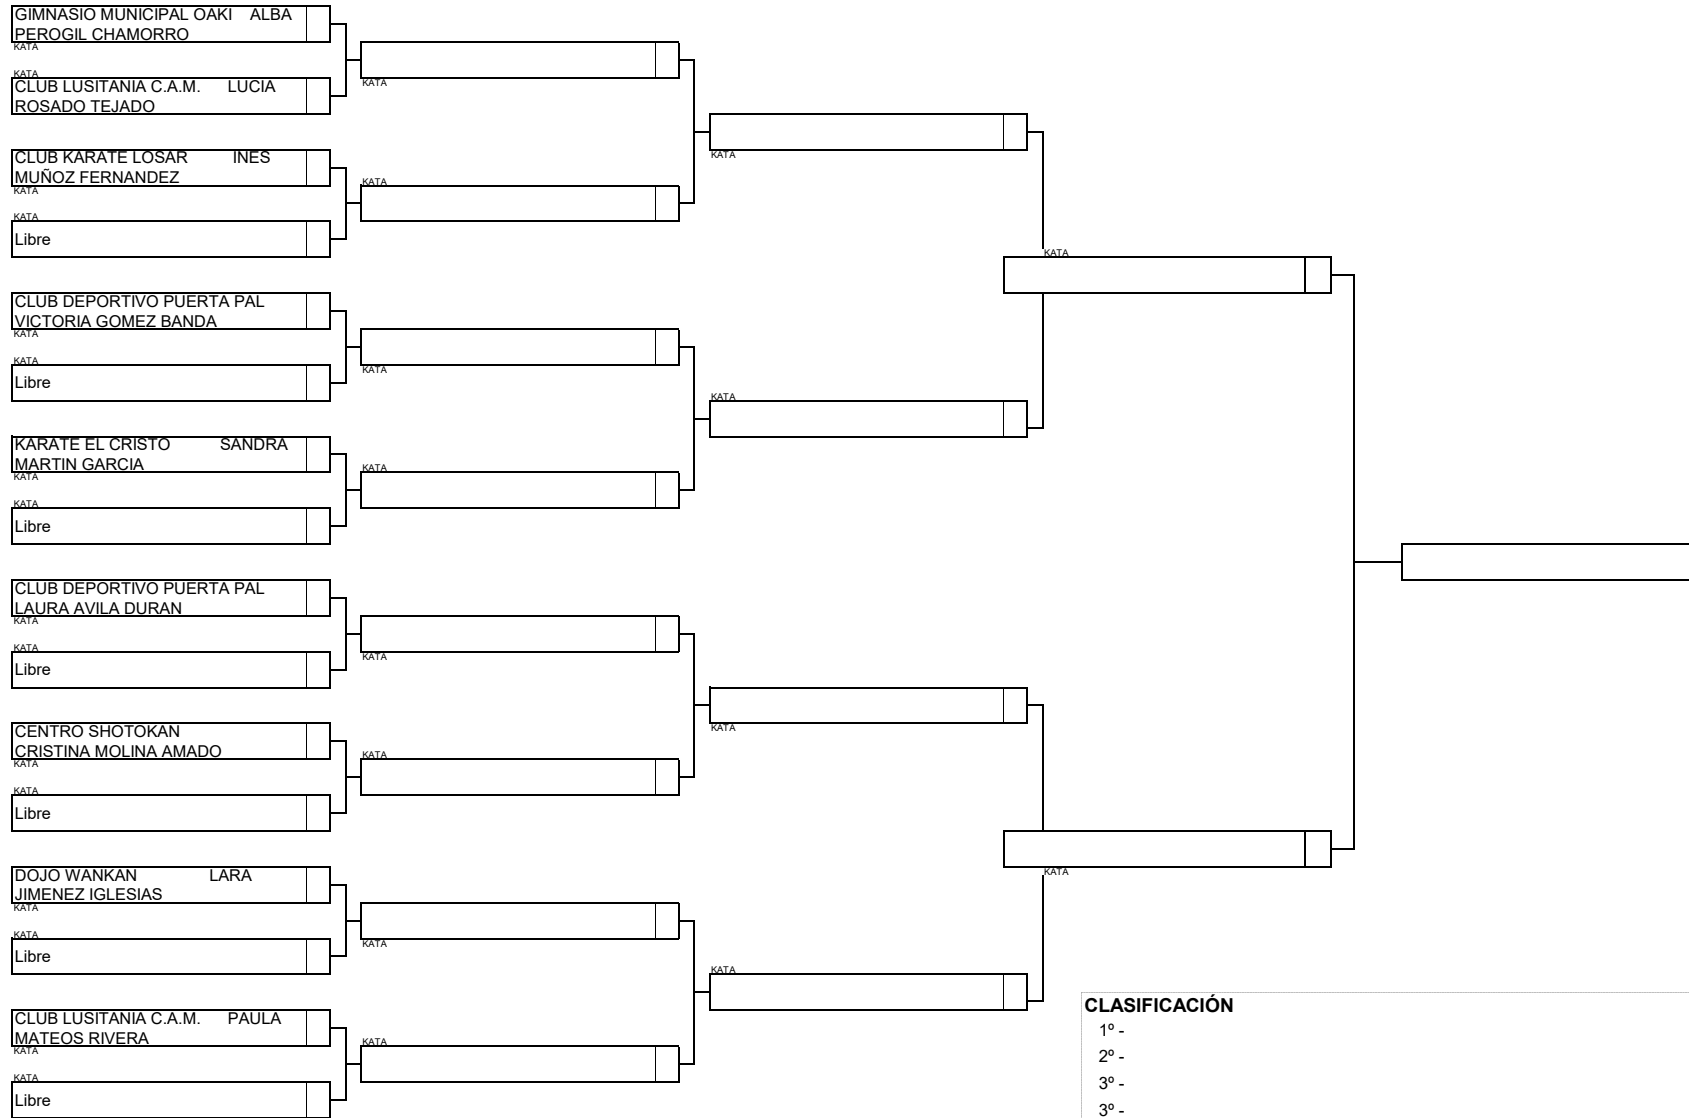 GIMNASIO MUNICIPAL OAKI ALBA
PEROGIL CHAMORRO
KATA
KATA
CLUB LUSITANIA C.A.M. LUCIA
ROSADO TEJADO
CLUB KARATE LOSAR INES
MUÑOZ FERNANDEZ
KATA
KATA
Libre
CLUB DEPORTIVO PUERTA PAL
VICTORIA GOMEZ BANDA
KATA
KATA
Libre
KARATE EL CRISTO SANDRA
MARTIN GARCIA
KATA
KATA
Libre
CLUB DEPORTIVO PUERTA PAL
LAURA AVILA DURAN
KATA
KATA
Libre
CENTRO SHOTOKAN
CRISTINA MOLINA AMADO
KATA
KATA
Libre
DOJO WANKAN LARA
JIMENEZ IGLESIAS
KATA
KATA
Libre
CLUB LUSITANIA C.A.M. PAULA
MATEOS RIVERA
KATA
KATA
Libre
KATA
KATA
KATA
KATA
KATA
KATA
KATA
KATA
KATA
KATA
KATA
KATA
KATA
KATA
CLASIFICACIÓN
1º -
2º -
3º -
3º -